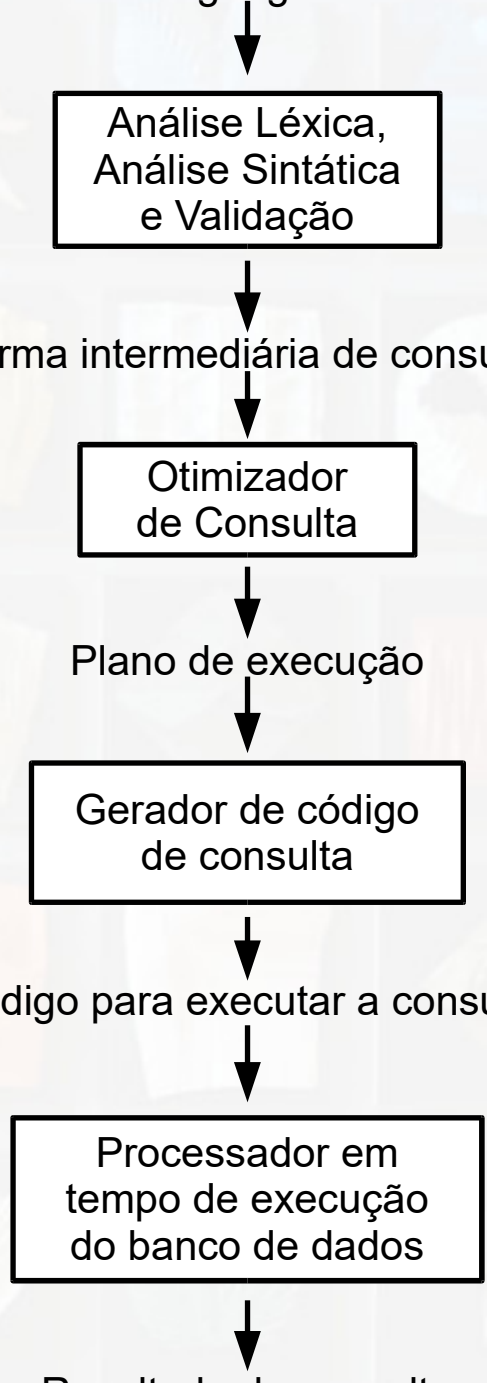 Análise Léxica,
Análise Sintática
e Validação
intermediária de
Otimizador
de Consulta
Plano de execução
Gerador de código
de consulta
para executar a
Processador em
tempo de execução
do banco de dados